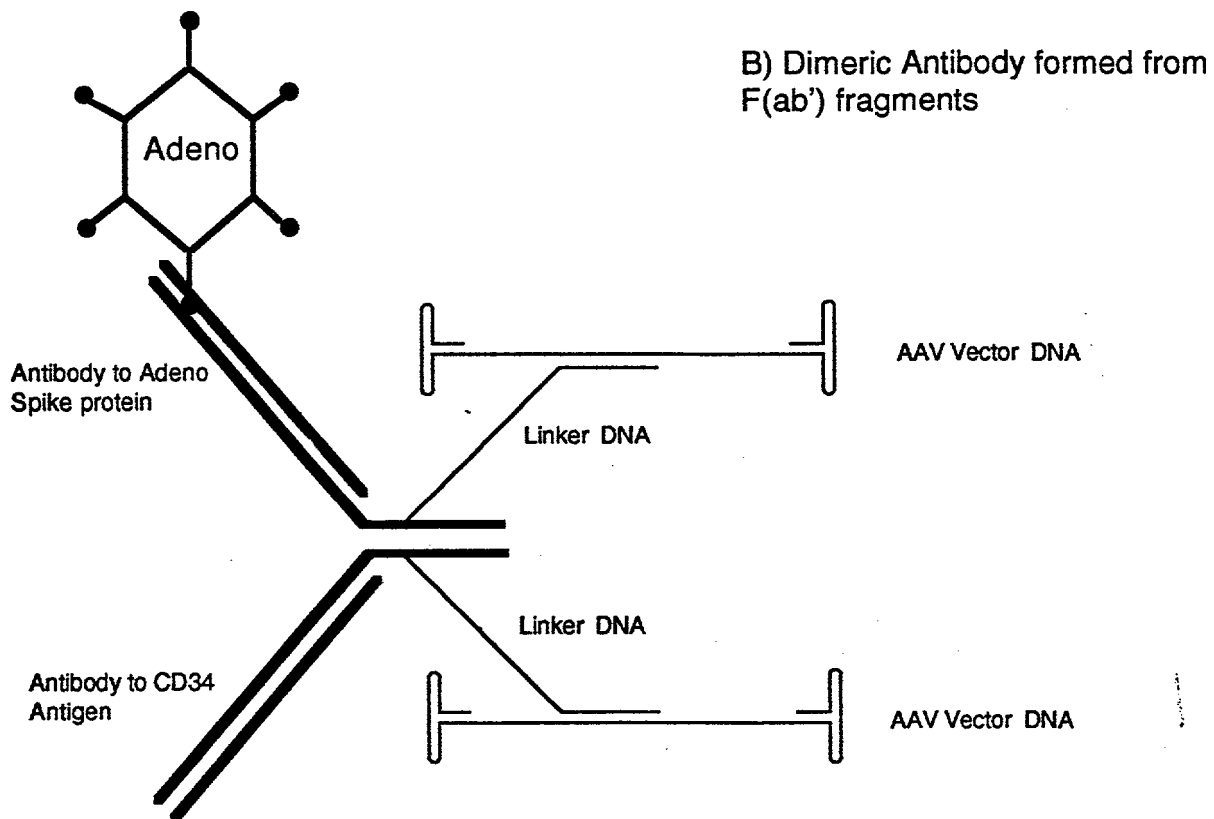 B) Dimeric Antibody formed from
F(ab') fragments
Adeno
Antibody to Adeno
Spike protein
AAV Vector DNA
Linker DNA
Linker DNA
Antibody to CD34
Antigen
AAV Vector DNA